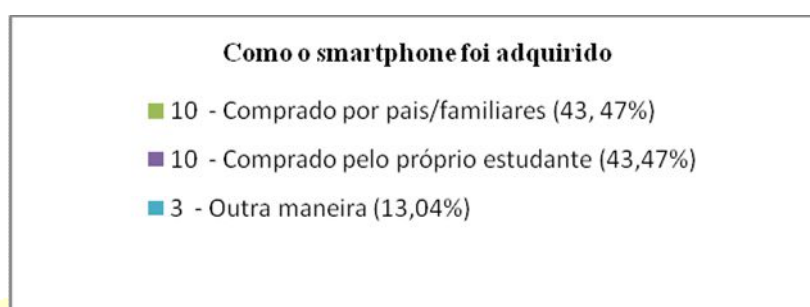 Como o smartphone foi adquirido
10 - Comprado por pais/familiares (43, 47%)
10 - Comprado pelo próprio estudante (43,47%)
3 - Outra maneira (13,04%)